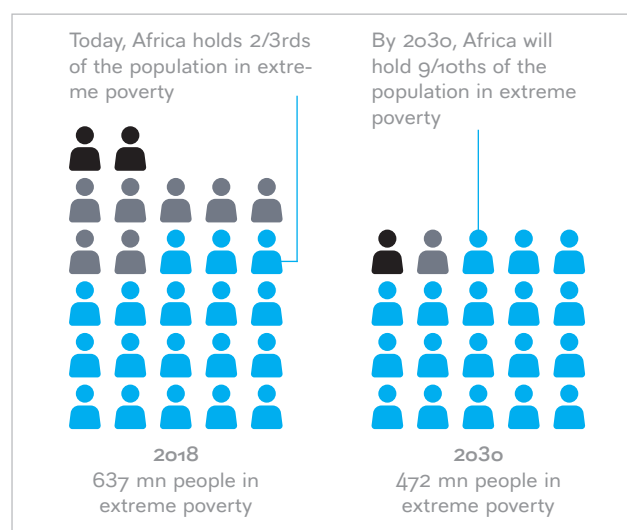 Today, Africa holds 2/3rds
of the population in extre-
me poverty
By 2030, Africa will
hold 9/10ths of the
population in extreme
poverty
2018
637 mn people in
extreme poverty
2030
472 mn people in
extreme poverty